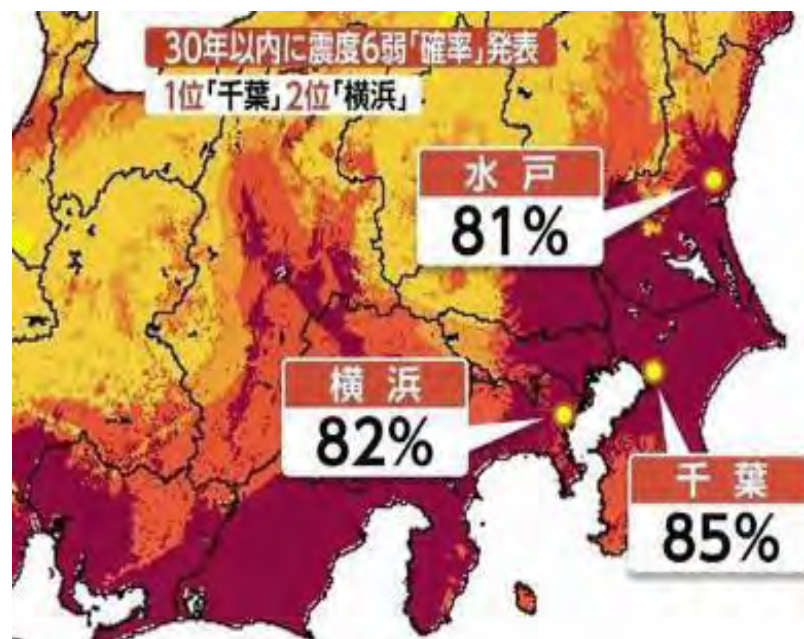 30年以内に震度6弱「確率」発表
1位「千葉」2位「横浜」
水戸
81%
横浜
82%
千葉
85%